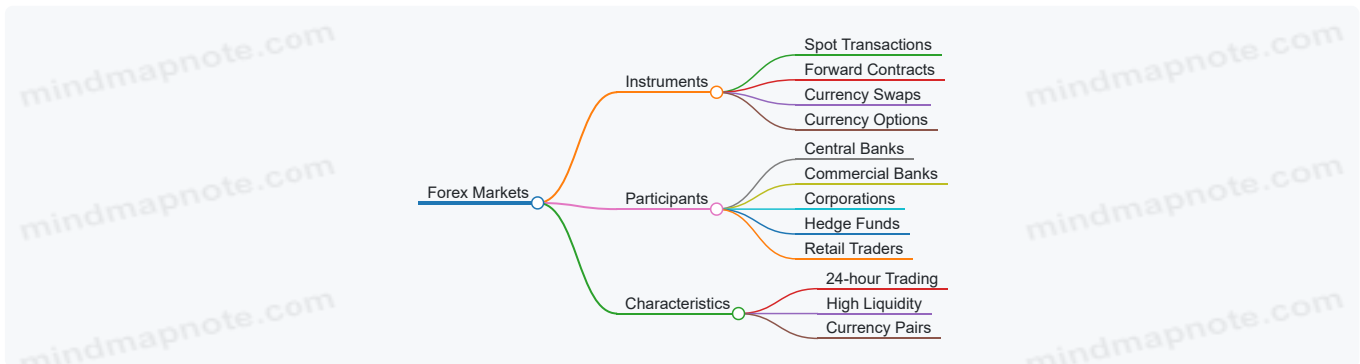 mindmapnote.com
mindmapnote.com
Spot Transactions
Instruments
Forward Contracts
Currency Swaps
Currency Options
Central Banks
mindmapnote.com
Forex Markets
Participants
Commercial Banks
Corporations
Hedge Funds
Retail Traders
mindmapnote.com
24-hour Trading
Characteristics
High Liquidity
Currency Pairs
mindmapnote.com
mindmapnote.com